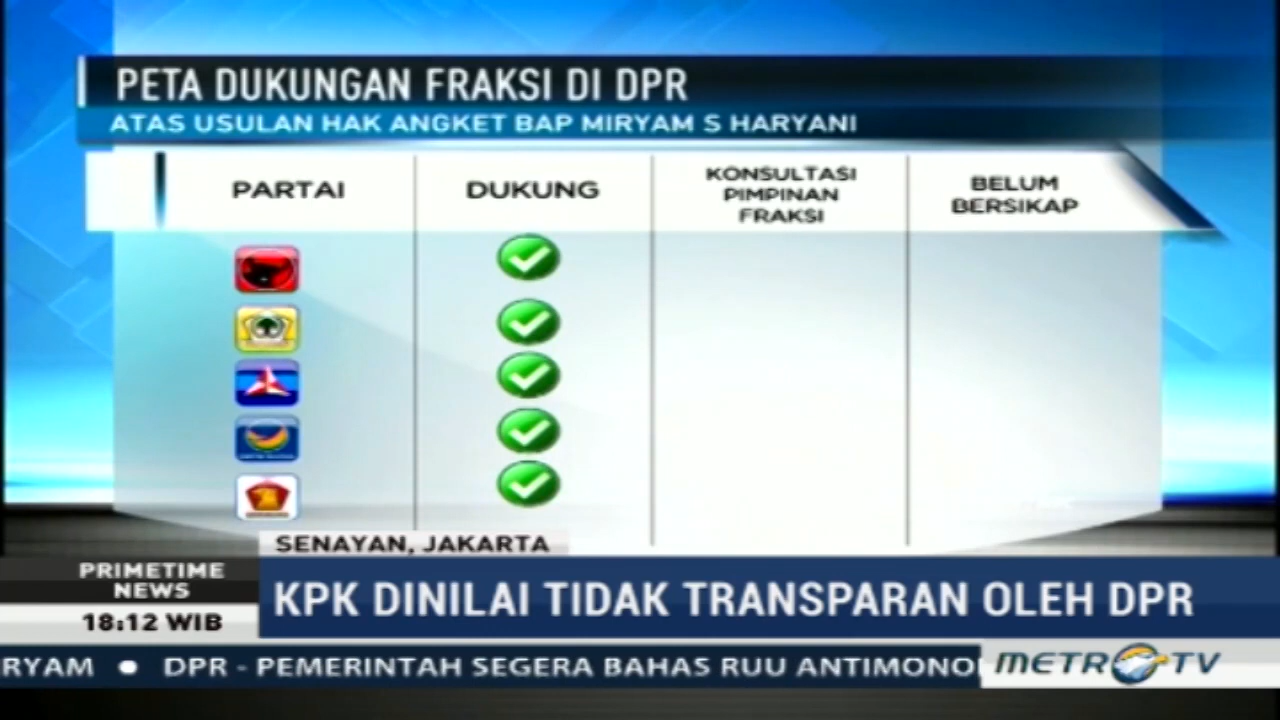 PETA DUKUNGAN FRAKSI DI DPR
ATAS USULAN HAK ANGKET BAP MIRYAM S HARYANI
PARTAI
DUKUNG
KONSULTASI
PIMPINAN
FRAKSI
BELUM
BERSIKAP
SENAYAN, JAKARTA
PRIMETIME
NEWS
KPK DINILAI TIDAK TRANSPARAN OLEH DPR
18:12 WIB
RYAM ● DPR - PEMERINTAH SEGERA BAHAS RUU ANTIMONO
METRO TV